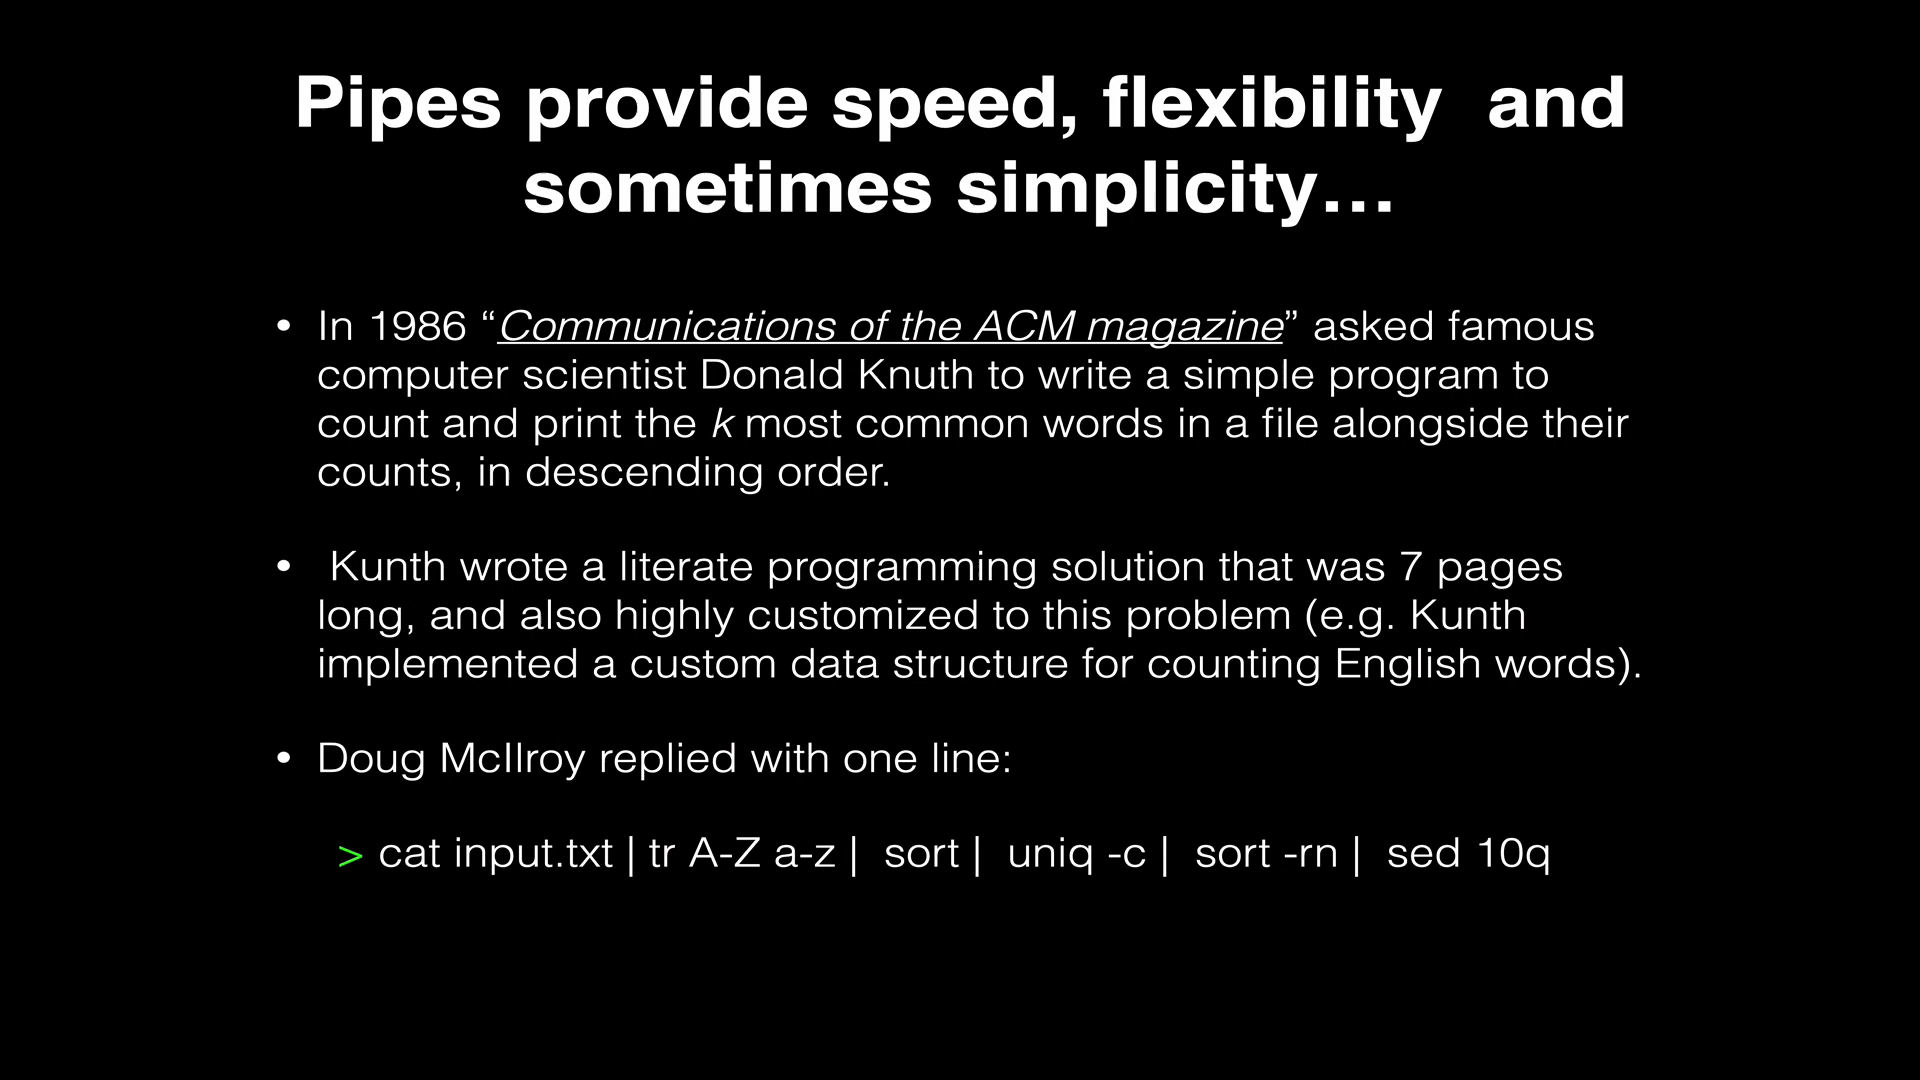 Pipes provide speed, flexibility  and
sometimes simplicity…
• In 1986 “Communications of the ACM magazine” asked famous
computer scientist Donald Knuth to write a simple program to
count and print the k most common words in a file alongside their
counts, in descending order.
•  Kunth wrote a literate programming solution that was 7 pages
long, and also highly customized to this problem (e.g. Kunth
implemented a custom data structure for counting English words).
• Doug McIlroy replied with one line:
> cat input.txt | tr A-Z a-z |  sort |  uniq -c |  sort -rn |  sed 10q